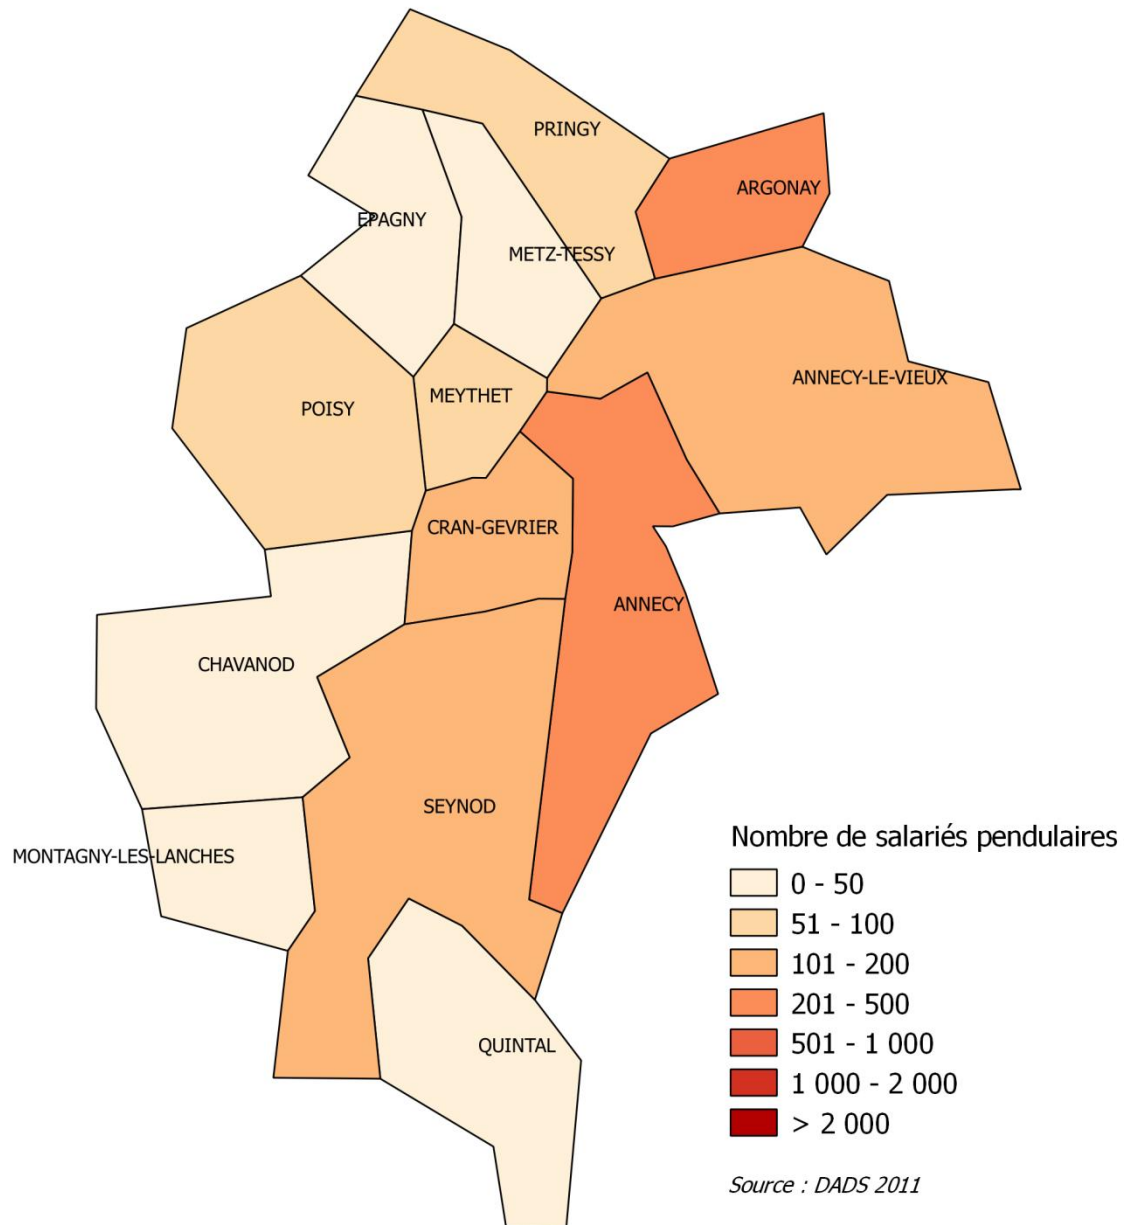 PRINGY
ARGONAY
EPAGNY
METZ-TESSY
ANNECY-LE-VIEUX
MEYTHET
POISY
CRAN-GEVRIER
ANNECY
CHAVANOD
SEYNOD
MONTAGNY-LES-LANCHES
QUINTAL
Nombre de salariés pendulaires
0 - 50
51 - 100
101 - 200
201 - 500
501 - 1 000
1 000 - 2 000
> 2 000
Source : DADS 2011